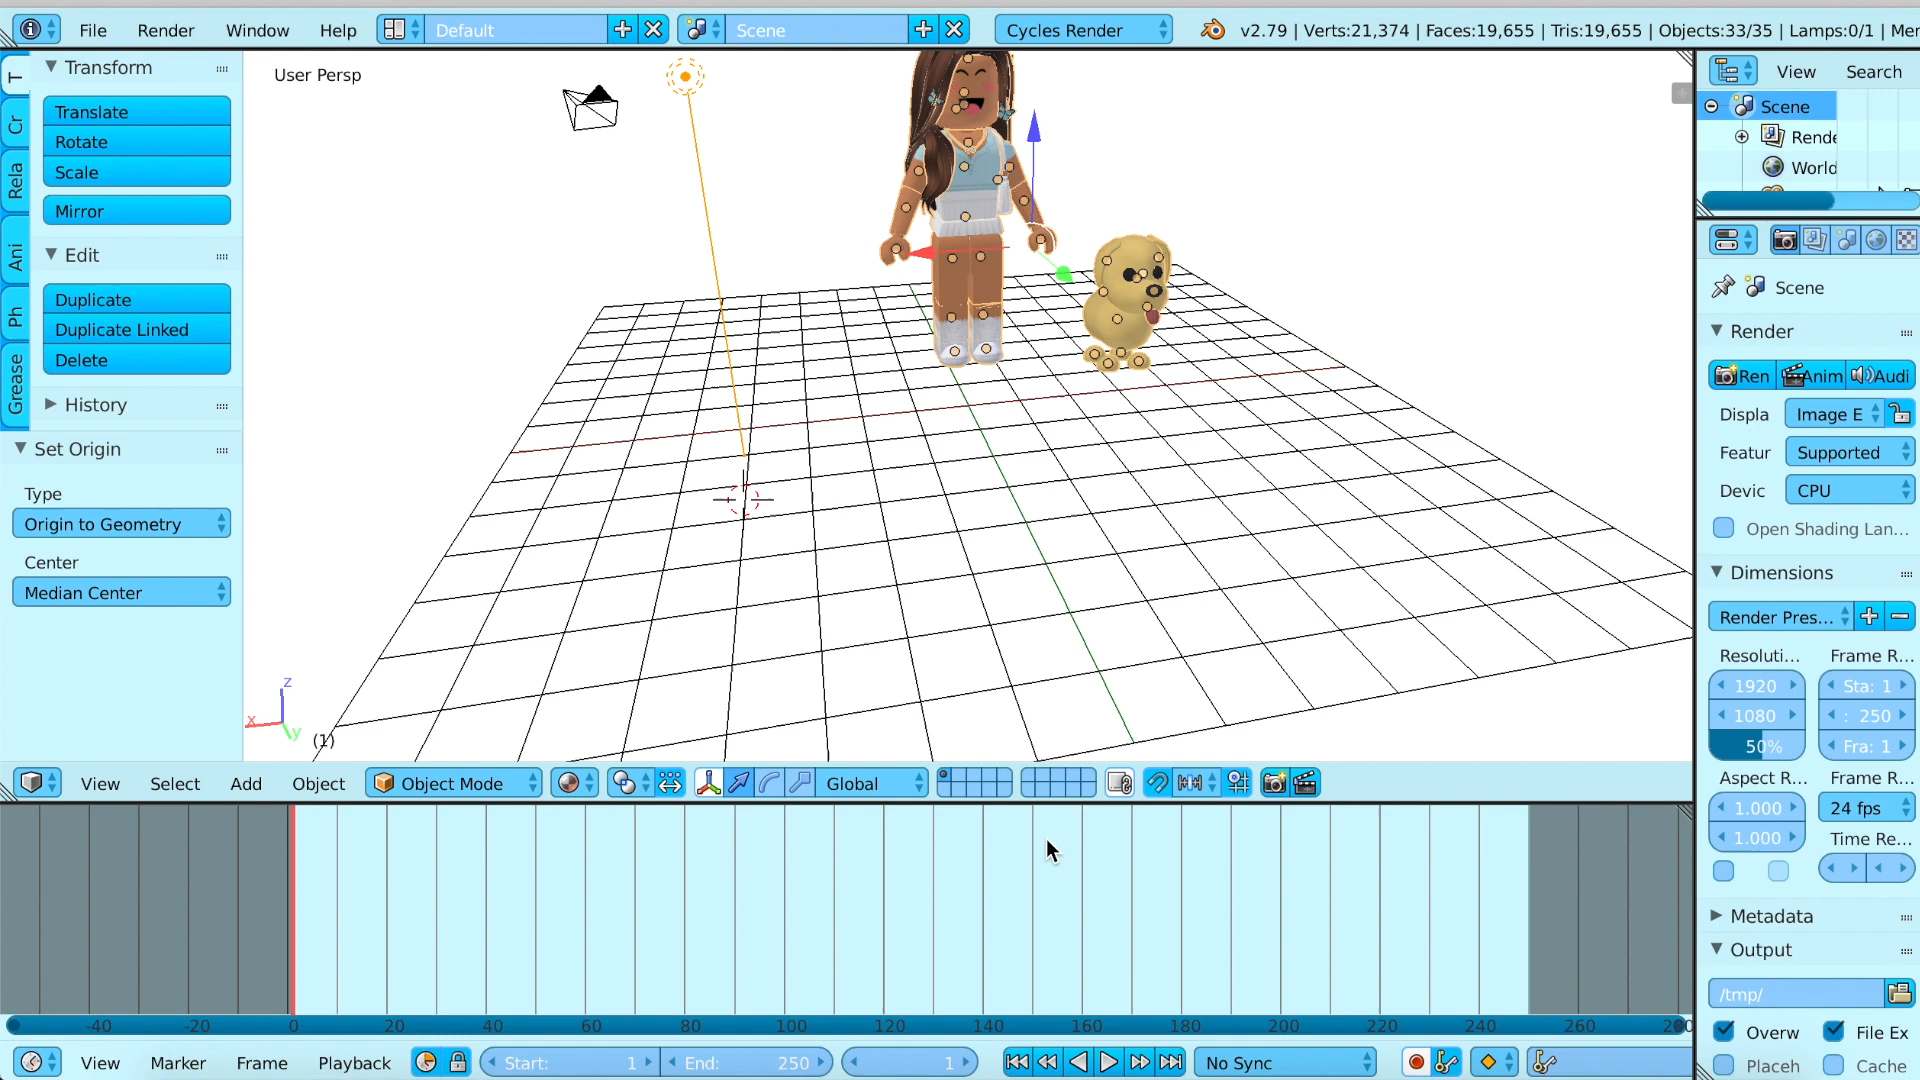 File Render Window Help Default Scene Cycles Render v2.79 | Verts:21,374 | Faces:19,655 | Tris:19,655 | Objects:33/35 | Lamps:0/1 | Mer
T
Cr
Rela
Ani
Ph
Grease
Transform
Translate
Rotate
Scale
Mirror
Edit
Duplicate
Duplicate Linked
Delete
History
Set Origin
Type
Origin to Geometry
Center
Median Center
User Persp
z
x
y
(1)
View Select Add Object Object Mode Global
-40 -20 0 20 40 60 80 100 120 140 160 180 200 220 240 260
View Marker Frame Playback Start: 1 End: 250 1 No Sync
View Search
Scene
Rende
World
Scene
Render
Ren Anim Audi
Displa Image E
Featur Supported
Devic CPU
Open Shading Lan...
Dimensions
Render Pres...
Resoluti... Frame R...
1920 Sta: 1
1080 : 250
50% Fra: 1
Aspect R... Frame R...
1.000 24 fps
1.000 Time Re...
Metadata
Output
/tmp/
Overw File Ex
Placeh Cache